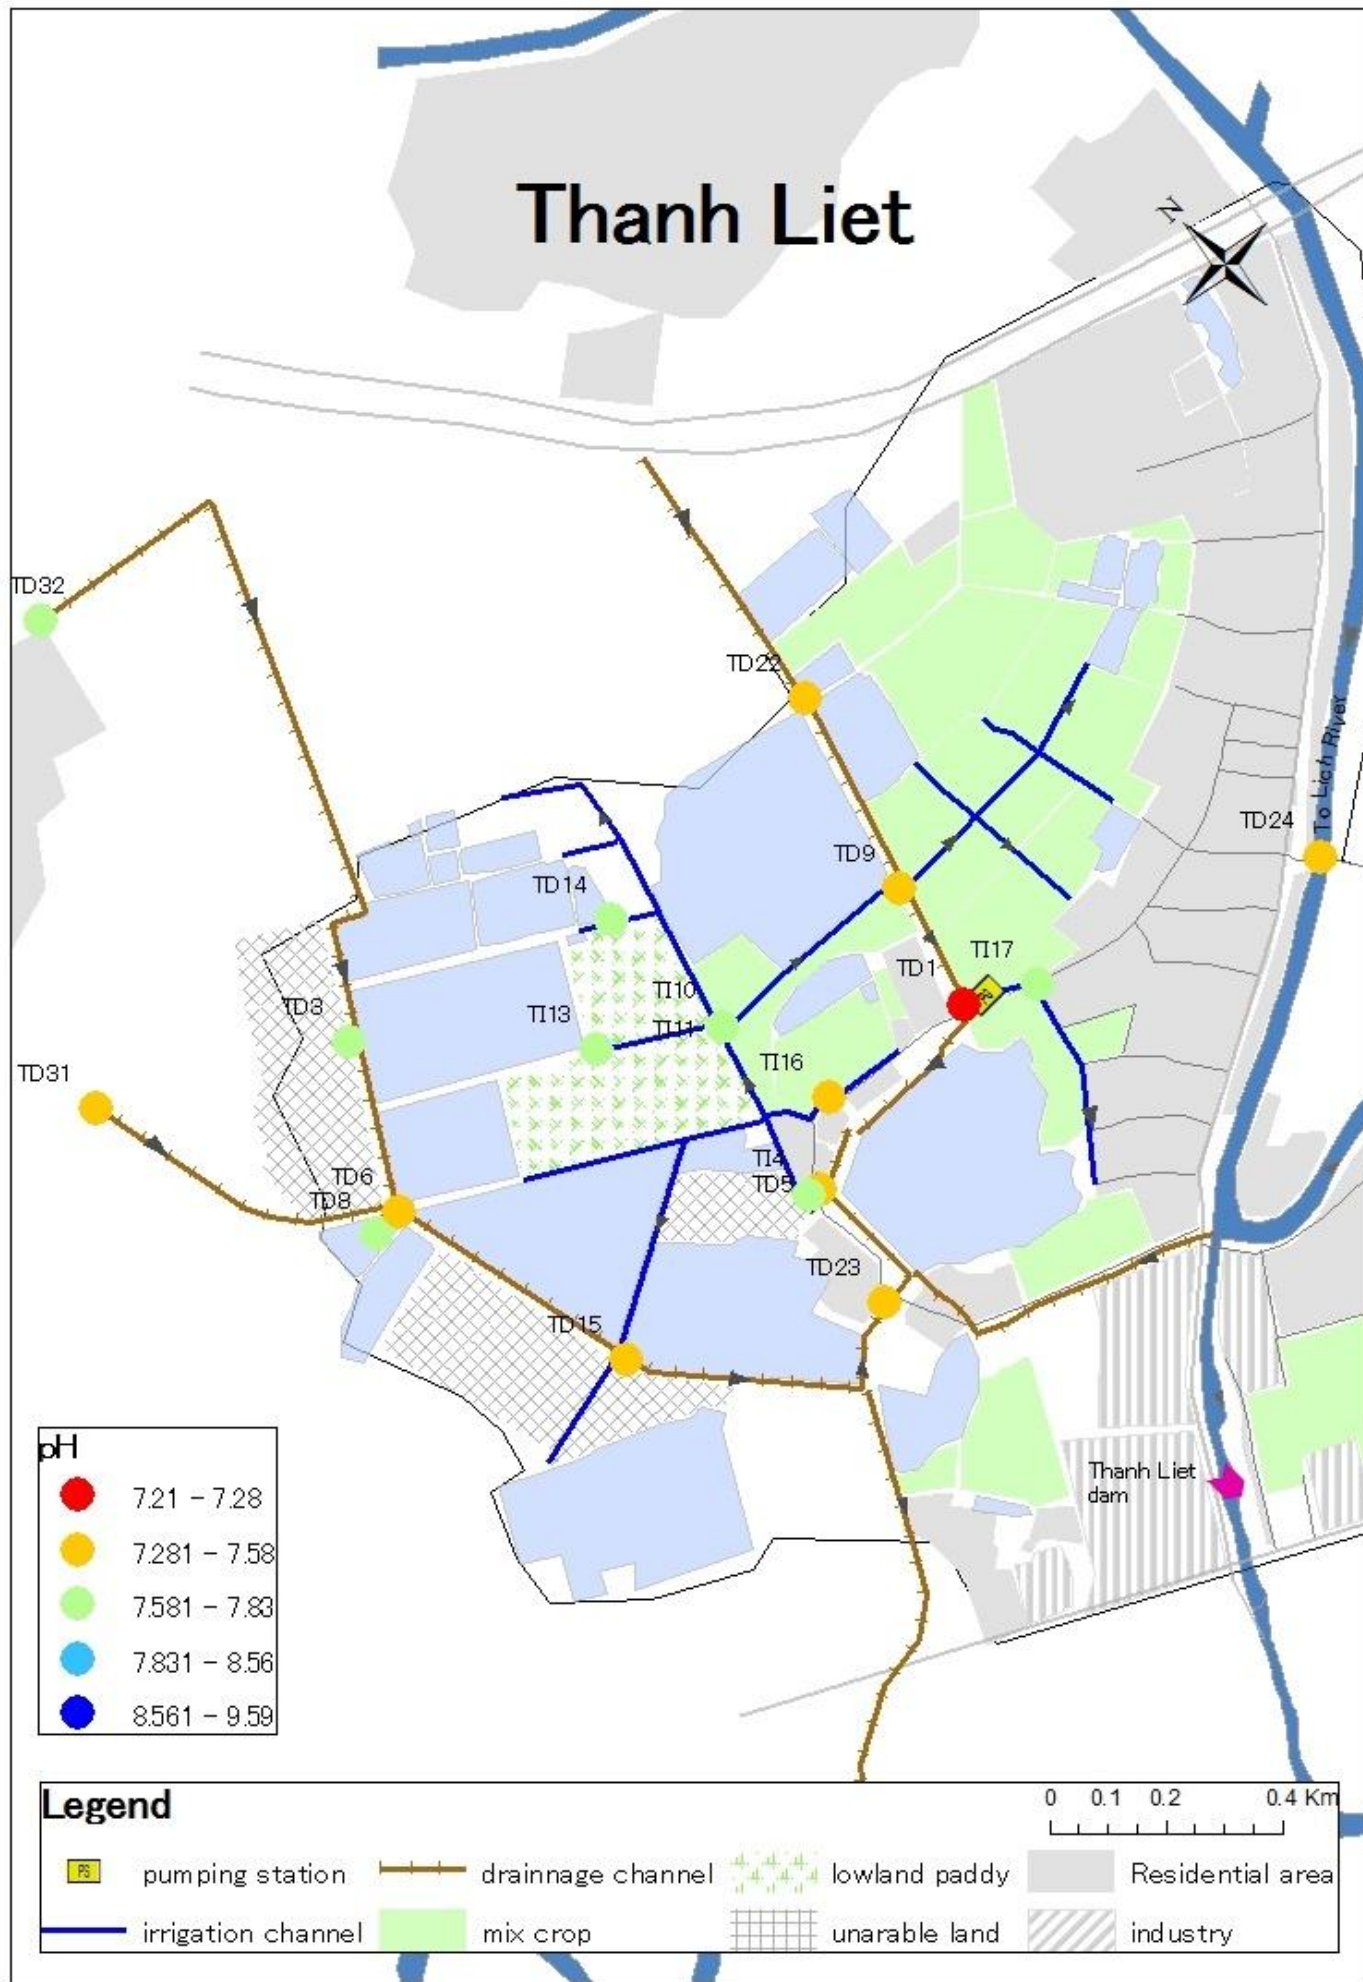 Thanh Liet
N
TD32
TD22
To Lich River
TD24
TD9
TD14
TI17
TD1
TI10
TD3
TI13
TI11
TI16
TD31
TI4
TD6
TD5
TD8
TD23
TD15
pH
7.21 - 7.28
7.281 - 7.58
7.581 - 7.83
7.831 - 8.56
8.561 - 9.59
Thanh Liet
dam
Legend
0 0.1 0.2 0.4 Km
PS pumping station
drainnage channel
lowland paddy
Residential area
irrigation channel
mix crop
unarable land
industry